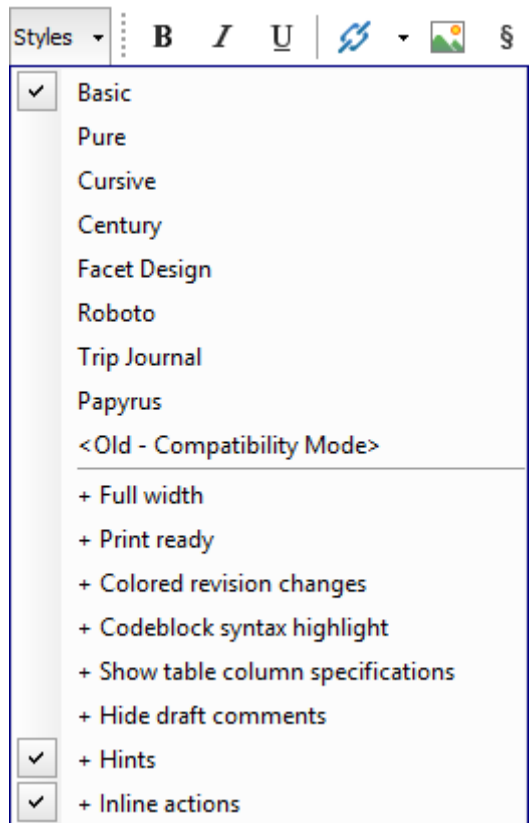 Styles B I U §
Basic
Pure
Cursive
Century
Facet Design
Roboto
Trip Journal
Papyrus
<Old - Compatibility Mode>
+ Full width
+ Print ready
+ Colored revision changes
+ Codeblock syntax highlight
+ Show table column specifications
+ Hide draft comments
+ Hints
+ Inline actions